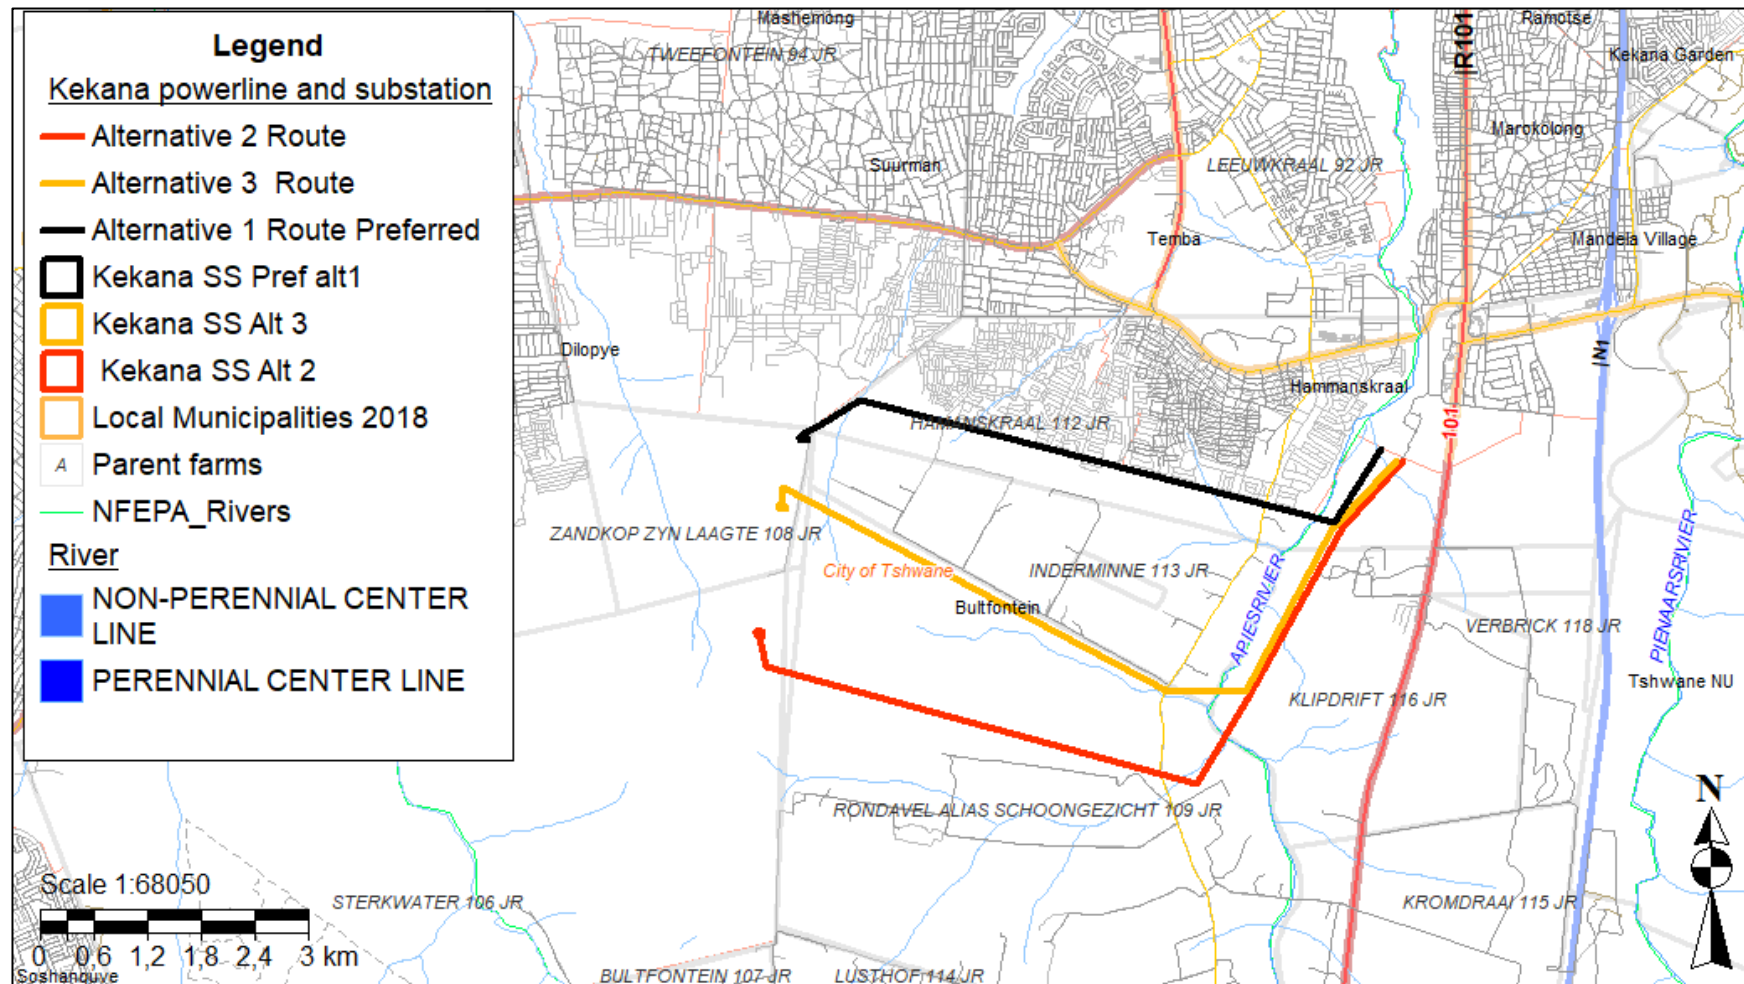 Legend
Kekana powerline and substation
Alternative 2 Route
Alternative 3  Route
Alternative 1 Route Preferred
Kekana SS Pref alt1
Kekana SS Alt 3
Kekana SS Alt 2
Local Municipalities 2018
A Parent farms
NFEPA_Rivers
River
NON-PERENNIAL CENTER
LINE
PERENNIAL CENTER LINE
Scale 1:68050
0 0,6 1,2 1,8 2,4 3 km
Soshanguve
Mashemong
TWEEFONTEIN 94 JR
Suurman
R101
Ramotse
Kekana Garden
Marokolong
LEEUWKRAAL 92 JR
Temba
Mandela Village
Dilopye
N1
Hammanskraal
HAMANSKRAAL 112 JR
101
ZANDKOP ZYN LAAGTE 108 JR
City of Tshwane
INDERMINNE 113 JR
Bultfontein
APIESRIVIER
PIENAARSRIVIER
VERBRICK 118 JR
Tshwane NU
KLIPDRIFT 116 JR
RONDAVEL ALIAS SCHOONGEZICHT 109 JR
N
STERKWATER 106 JR
KROMDRAAI 115 JR
BULTFONTEIN 107 JR
LUSTHOF 114 JR